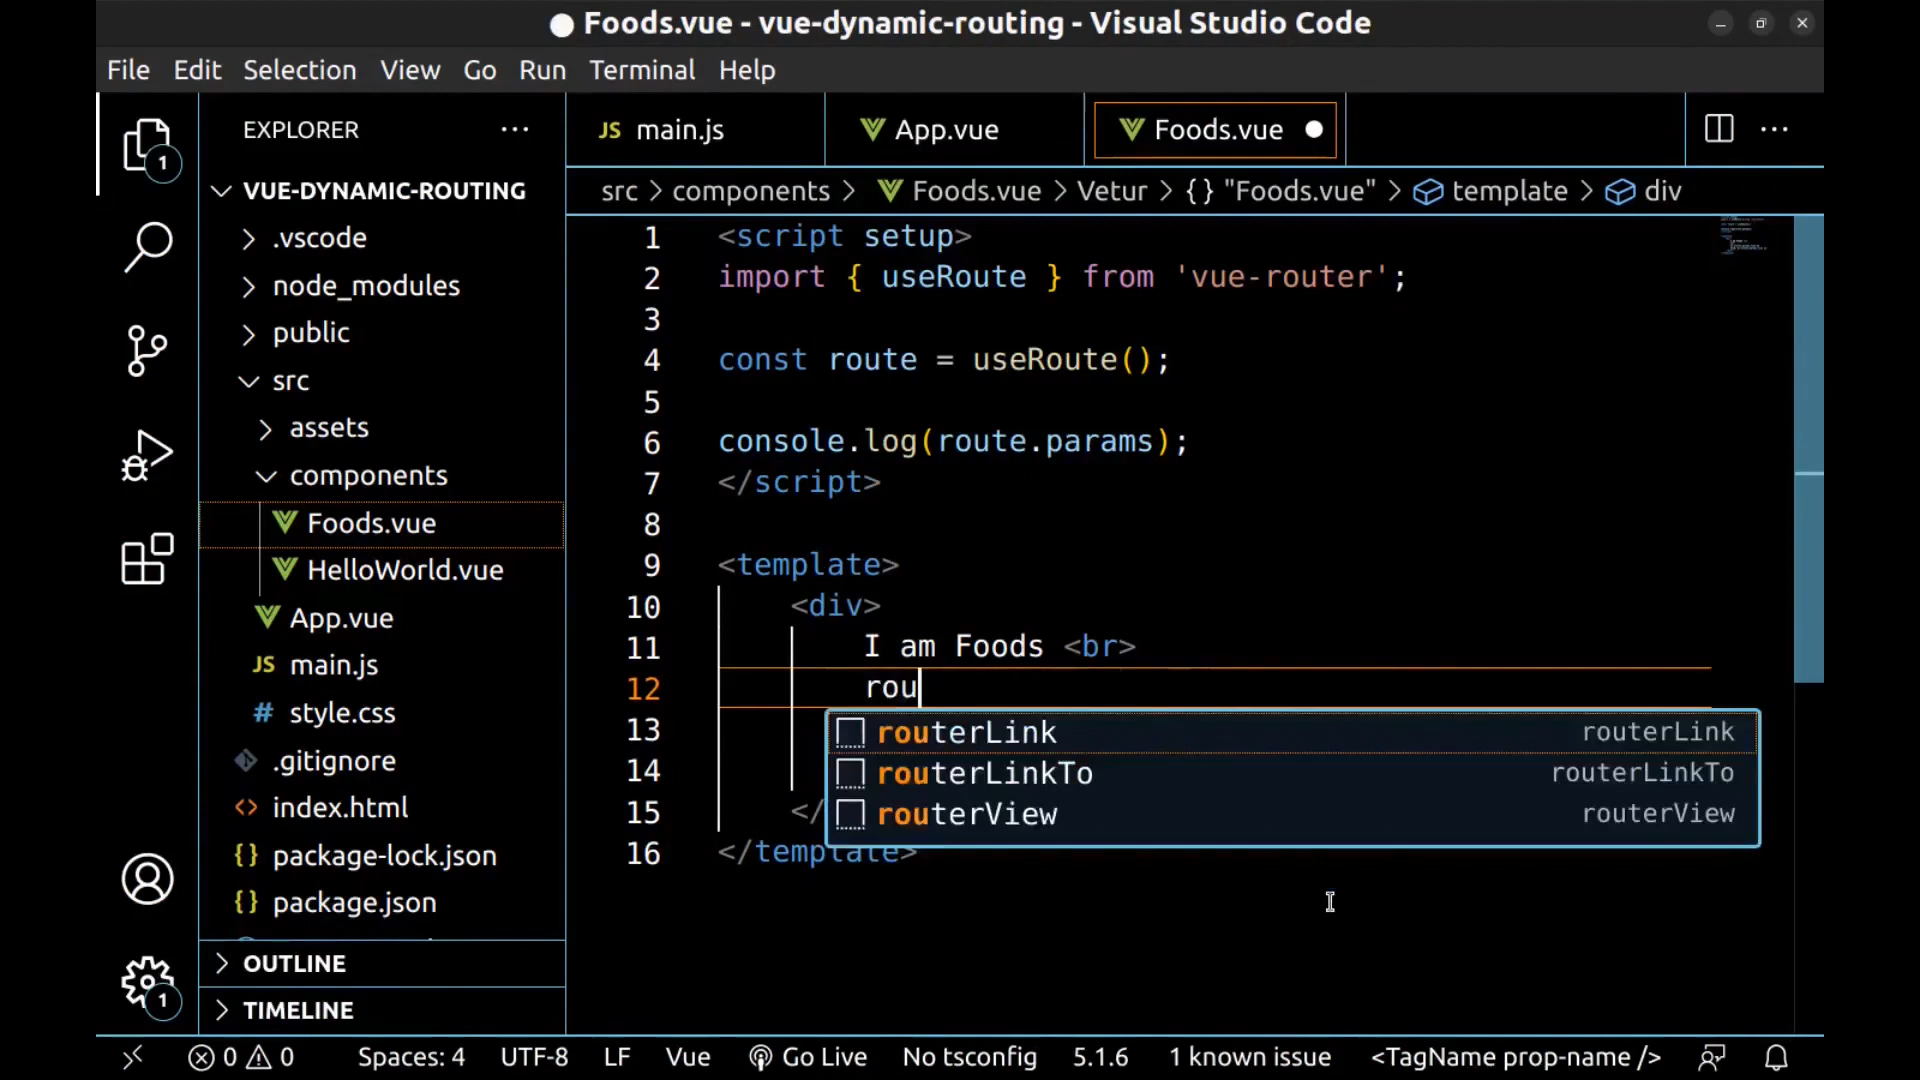 Foods.vue - vue-dynamic-routing - Visual Studio Code
File Edit Selection View Go Run Terminal Help
EXPLORER
1
VUE-DYNAMIC-ROUTING
.vscode
node_modules
public
src
assets
components
Foods.vue
HelloWorld.vue
App.vue
JS main.js
# style.css
.gitignore
<> index.html
{} package-lock.json
{} package.json
OUTLINE
TIMELINE
1
JS main.js App.vue Foods.vue
src > components > Foods.vue > Vetur > {} "Foods.vue" > template > div
1 <script setup>
2 import { useRoute } from 'vue-router';
3
4 const route = useRoute();
5
6 console.log(route.params);
7 </script>
8
9 <template>
10 <div>
11 I am Foods <br>
12 rou
routerLink routerLink
routerLinkTo routerLinkTo
routerView routerView
13
14
15 </
16 </template>
0 0 Spaces: 4 UTF-8 LF Vue Go Live No tsconfig 5.1.6 1 known issue <TagName prop-name />